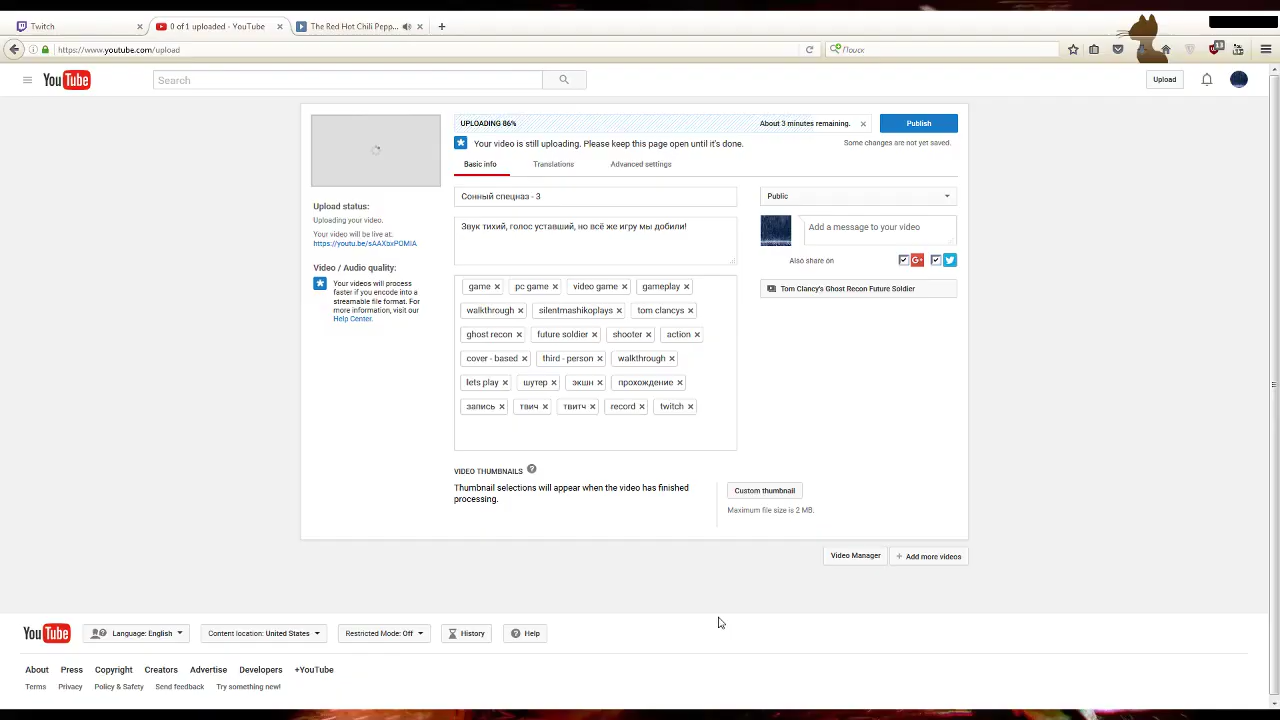 Twitch
0 of 1 uploaded - YouTube
The Red Hot Chili Pepp...
https://www.youtube.com/upload
Поиск
YouTube
Search
Upload
UPLOADING 86%
About 3 minutes remaining.
Publish
Your video is still uploading. Please keep this page open until it's done.
Some changes are not yet saved.
Basic info
Translations
Advanced settings
Сонный спецназ - 3
Public
Upload status:
Uploading your video.
Your video will be live at:
https://youtu.be/sAAXbxPOMIA
Звук тихий, голос уставший, но всё же игру мы добили!
Add a message to your video
Also share on
G+
Video / Audio quality:
Your videos will process
faster if you encode into a
streamable file format. For
more information, visit our
Help Center.
Tom Clancy's Ghost Recon Future Soldier
game pc game video game gameplay
walkthrough silentmashikoplays tom clancys
ghost recon future soldier shooter action
cover - based third - person walkthrough
lets play шутер экшн прохождение
запись твич твитч record twitch
VIDEO THUMBNAILS ?
Thumbnail selections will appear when the video has finished
processing.
Custom thumbnail
Maximum file size is 2 MB.
Video Manager
+ Add more videos
YouTube
Language: English
Content location: United States
Restricted Mode: Off
History
Help
About Press Copyright Creators Advertise Developers +YouTube
Terms Privacy Policy & Safety Send feedback Try something new!